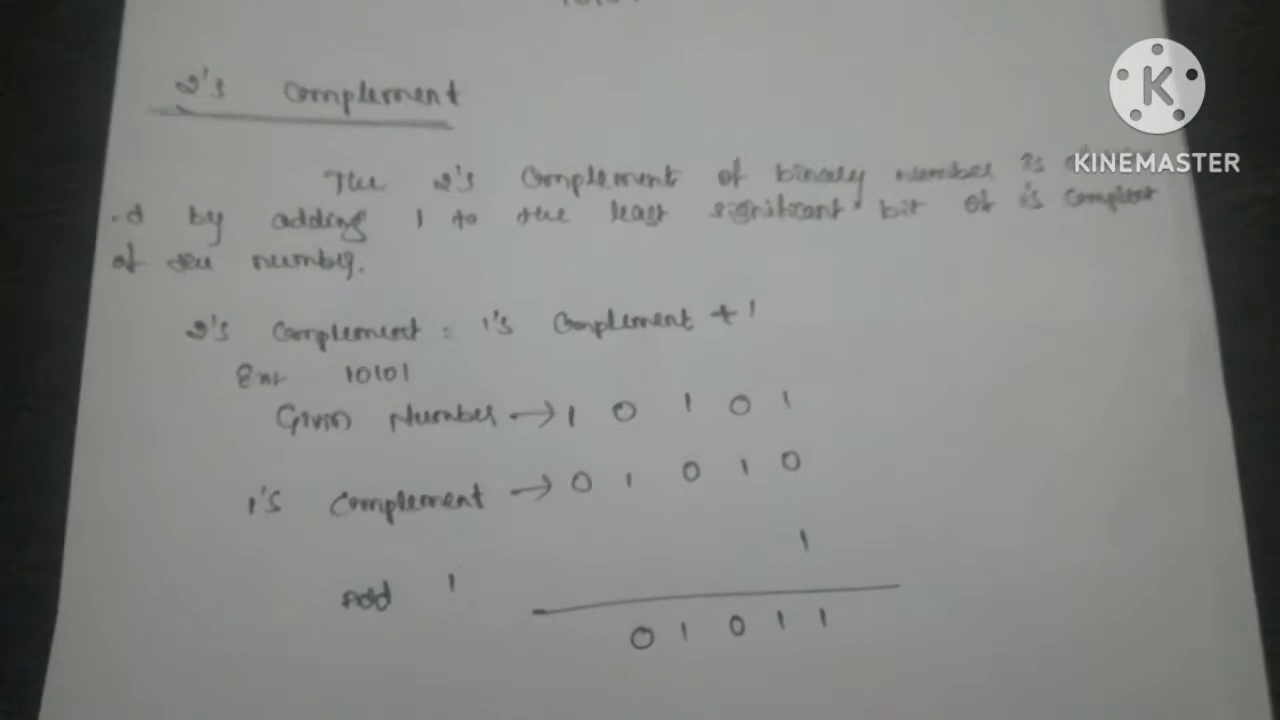 2's complement
KINEMASTER
The 2's complement of binary number is
.d by adding 1 to the least significant bit of 1's complent
of the number.
2's complement = 1's complement + 1
Ex:- 10101
Given Number → 1 0 1 0 1
1's complement → 0 1 0 1 0
Add 1 1
0 1 0 1 1